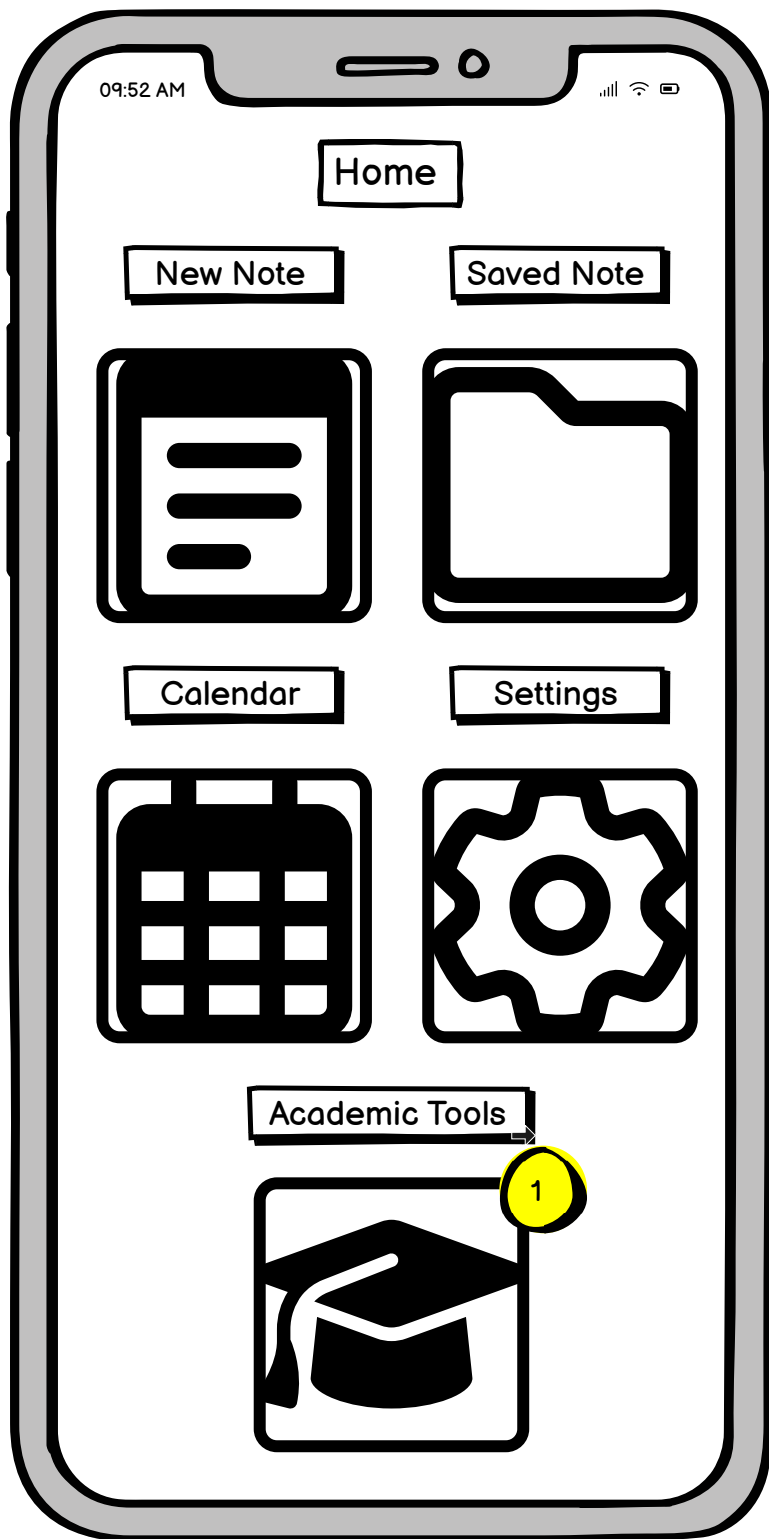 09:52 AM
Home
New Note
Saved Note
Calendar
Settings
Academic Tools
1